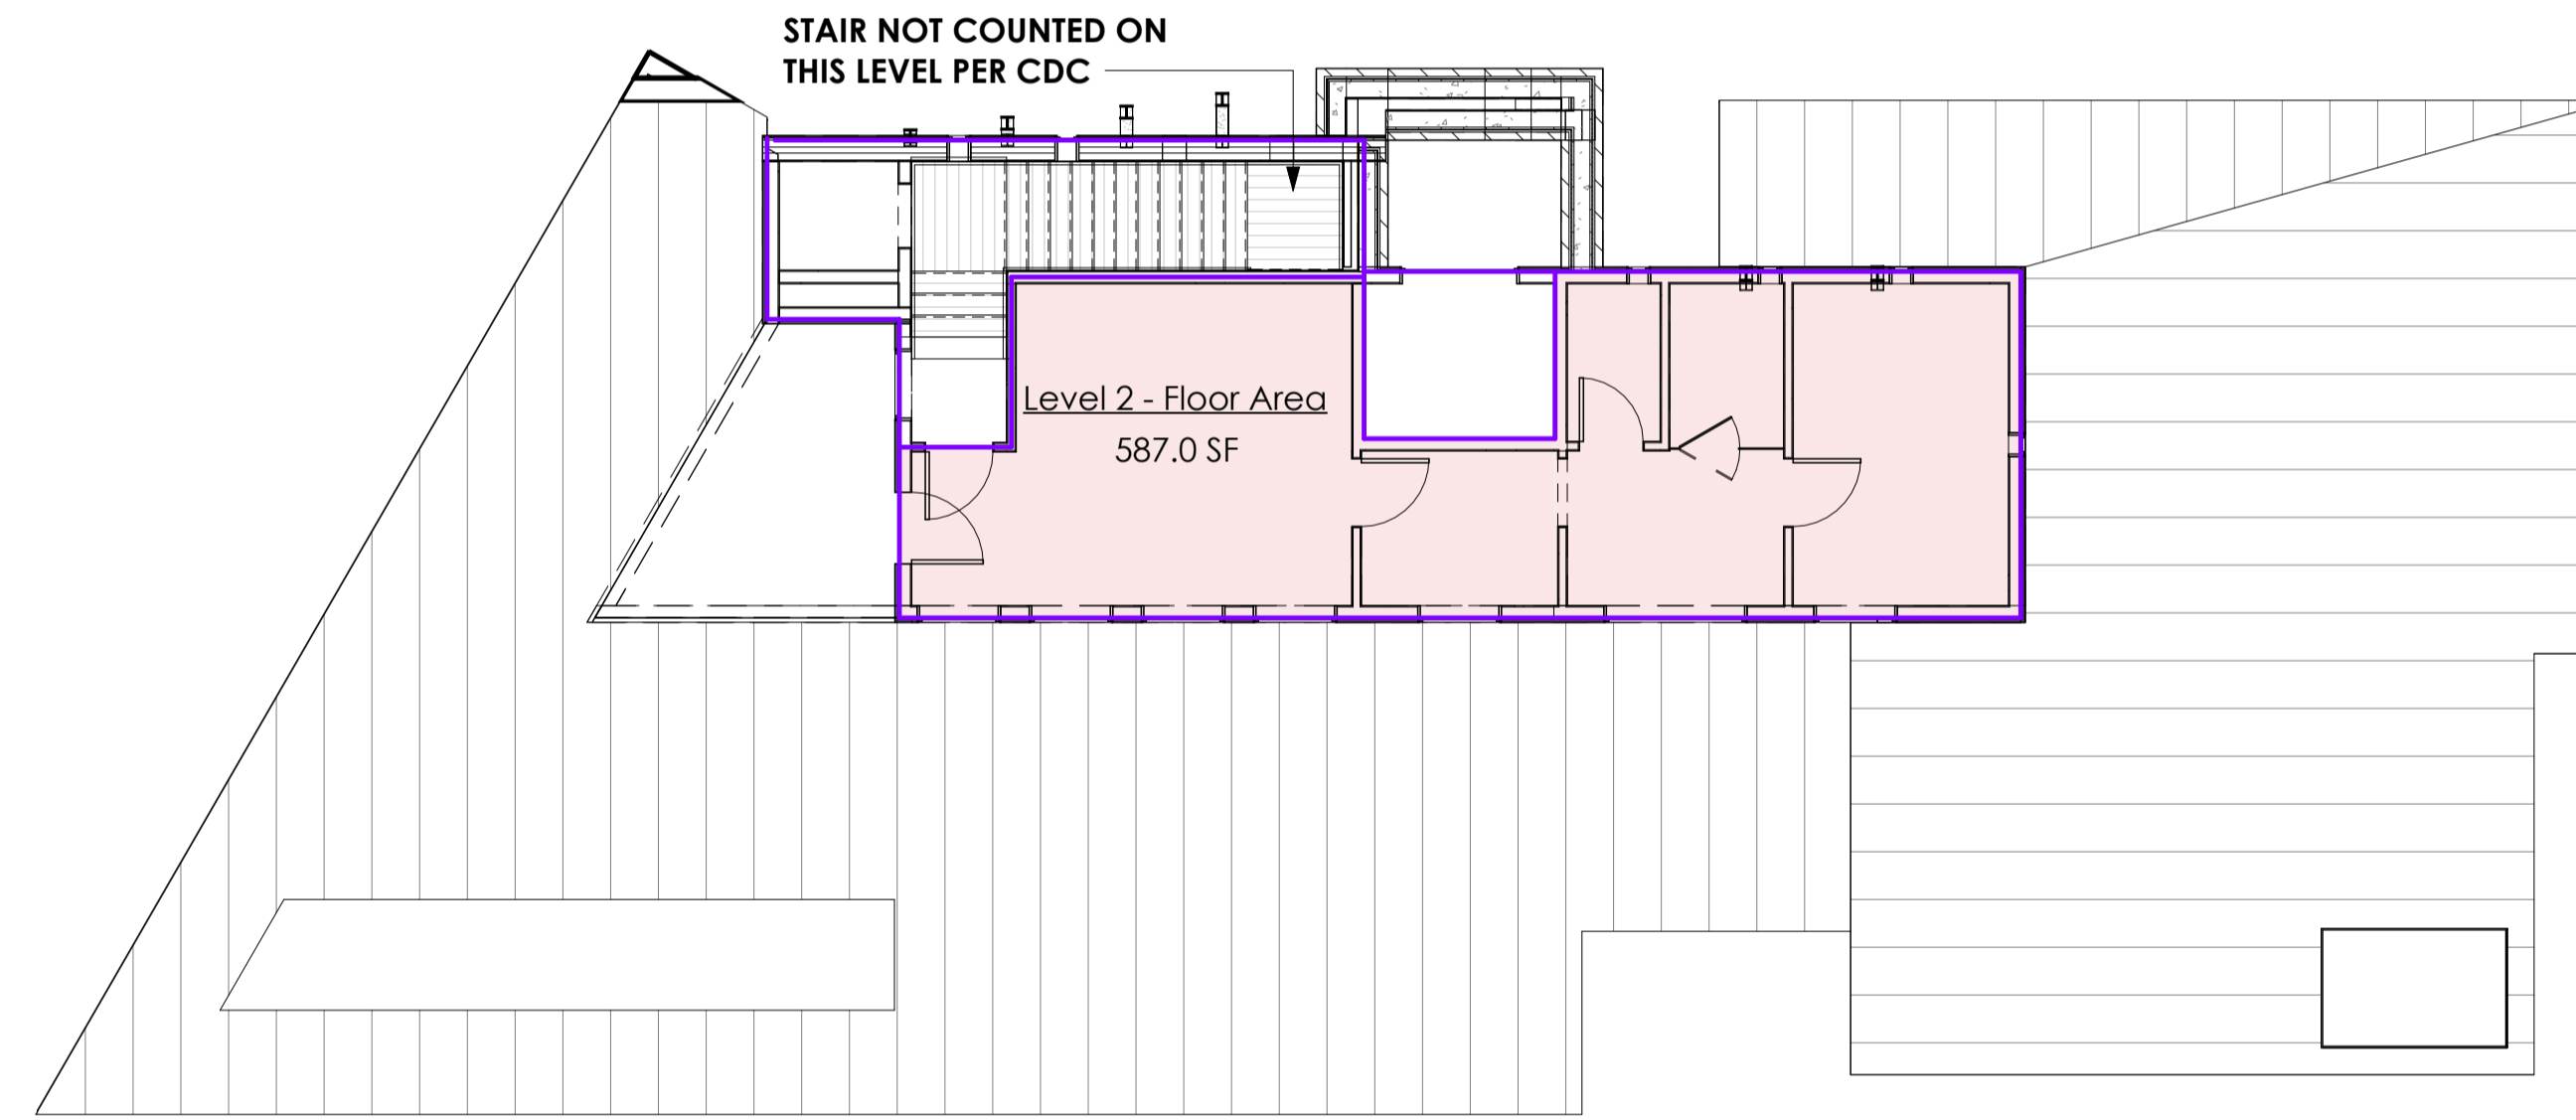 STAIR NOT COUNTED ON
THIS LEVEL PER CDC
Level 2 - Floor Area
587.0 SF